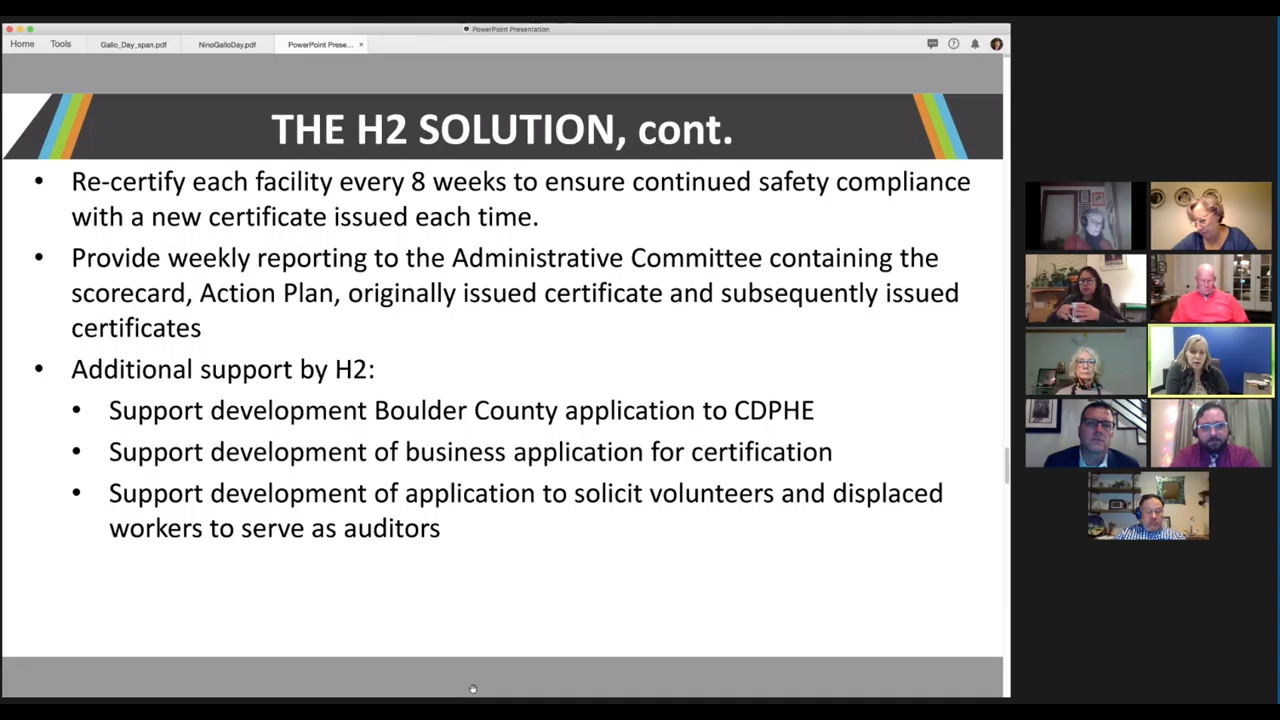 PowerPoint Presentation
Home Tools Gallo_Day_span.pdf NinoGalloDay.pdf PowerPoint Prese... ×
THE H2 SOLUTION, cont.
• Re-certify each facility every 8 weeks to ensure continued safety compliance
with a new certificate issued each time.
• Provide weekly reporting to the Administrative Committee containing the
scorecard, Action Plan, originally issued certificate and subsequently issued
certificates
• Additional support by H2:
• Support development Boulder County application to CDPHE
• Support development of business application for certification
• Support development of application to solicit volunteers and displaced
workers to serve as auditors